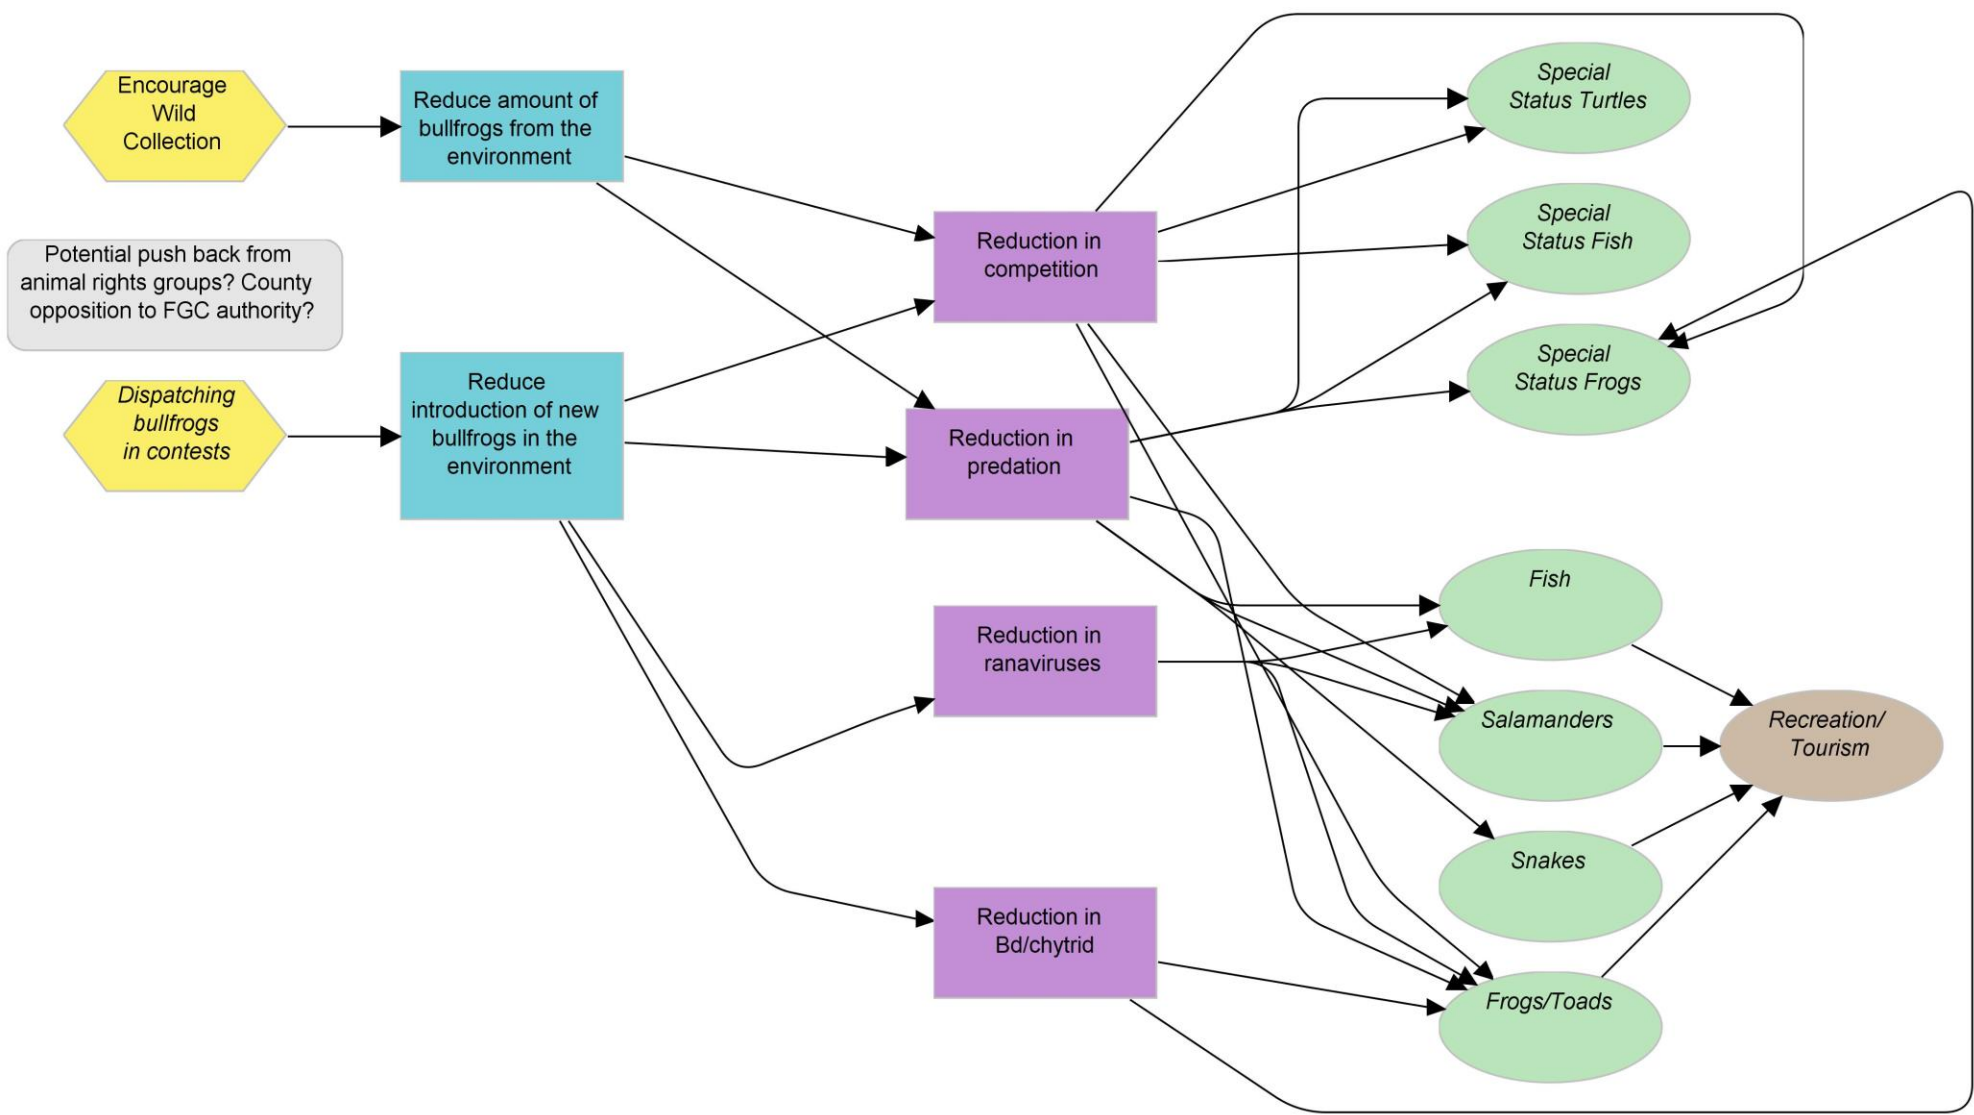 Encourage
Wild
Collection
Reduce amount of
bullfrogs from the
environment
Potential push back from
animal rights groups? County
opposition to FGC authority?
Dispatching
bullfrogs
in contests
Reduce
introduction of new
bullfrogs in the
environment
Reduction in
competition
Reduction in
predation
Reduction in
ranaviruses
Reduction in
Bd/chytrid
Special
Status Turtles
Special
Status Fish
Special
Status Frogs
Fish
Salamanders
Snakes
Frogs/Toads
Recreation/
Tourism